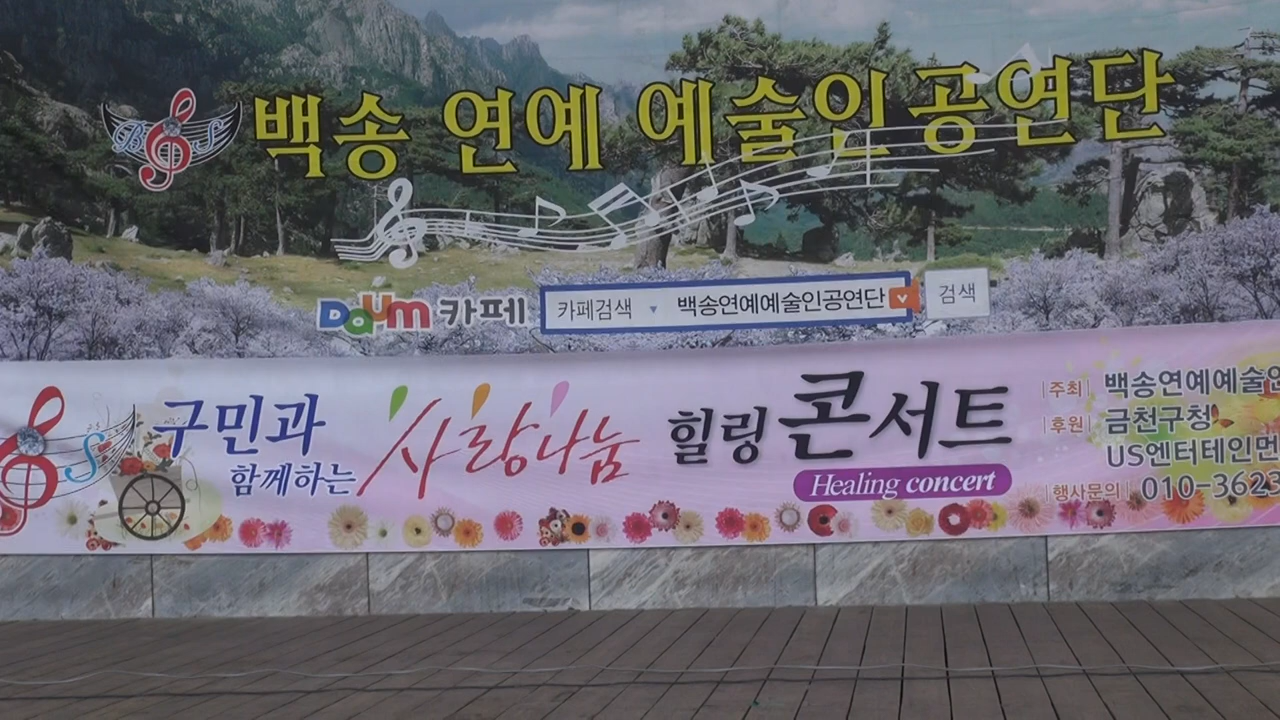 BS 백송 연예 예술인공연단
Daum 카페 카페검색 백송연예예술인공연단 검색
S 구민과 함께하는 사랑나눔 힐링 콘서트
Healing concert
주최 백송연예예술인
후원 금천구청
US엔터테인먼
행사문의 010-3623